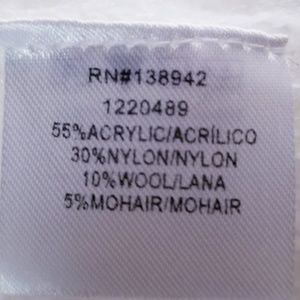 RN#138942
1220489
55%ACRYLIC/ACRÍLICO
30%NYLON/NYLON
10%WOOL/LANA
5%MOHAIR/MOHAIR